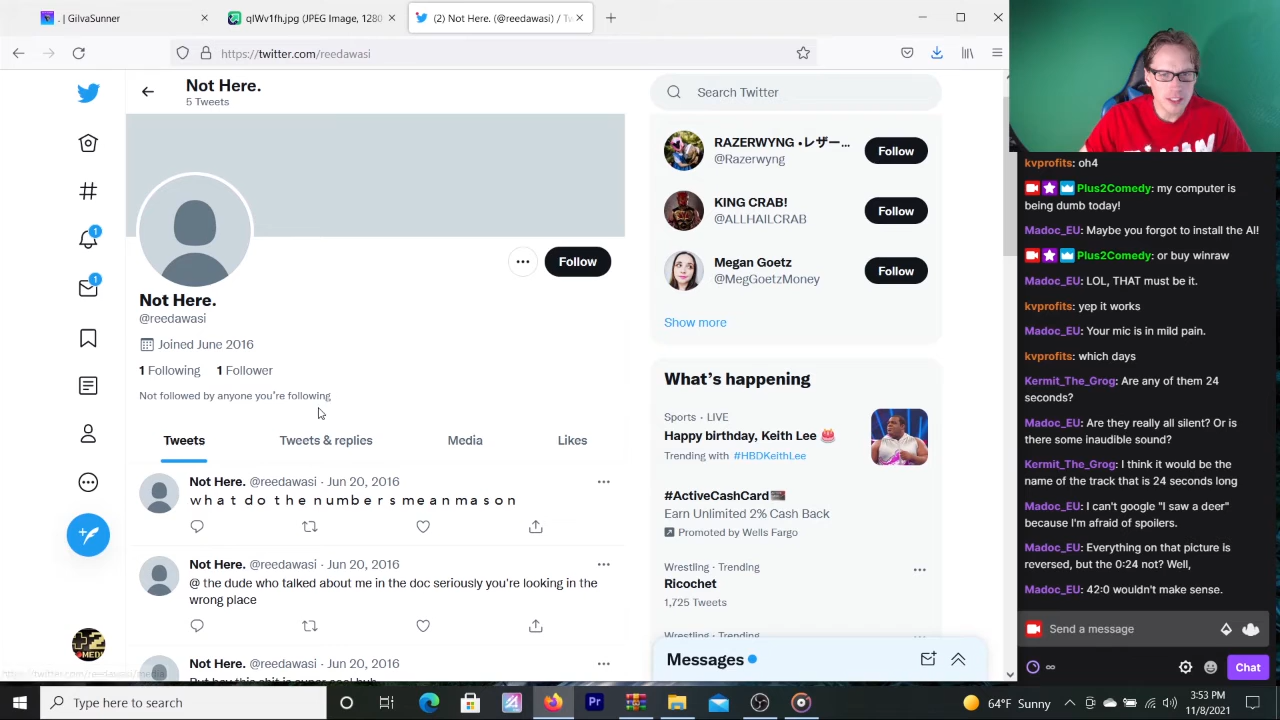 . | GilvaSunner
qlWv1fh.jpg (JPEG Image, 1280
(2) Not Here. (@reedawasi) / Tw
https://twitter.com/reedawasi
Not Here.
5 Tweets
Follow
Not Here.
@reedawasi
Joined June 2016
1 Following 1 Follower
Not followed by anyone you're following
Tweets
Tweets & replies
Media
Likes
Not Here. @reedawasi · Jun 20, 2016
w h a t d o t h e n u m b e r s m e a n m a s o n
Not Here. @reedawasi · Jun 20, 2016
@ the dude who talked about me in the doc seriously you're looking in the
wrong place
Not Here. @reedawasi · Jun 20, 2016
https://twitter.com/reedawasi/media
1
1
Search Twitter
RAZERWYNG •レザー...
@Razerwyng
Follow
KING CRAB!
@ALLHAILCRAB
Follow
Megan Goetz
@MegGoetzMoney
Follow
Show more
What's happening
Sports · LIVE
Happy birthday, Keith Lee 🎂
Trending with #HBDKeithLee
#ActiveCashCard
Earn Unlimited 2% Cash Back
Promoted by Wells Fargo
Wrestling · Trending
Ricochet
1,725 Tweets
Wrestling · Trending
Messages
kvprofits: oh4
Plus2Comedy: my computer is
being dumb today!
Madoc_EU: Maybe you forgot to install the AI!
Plus2Comedy: or buy winraw
Madoc_EU: LOL, THAT must be it.
kvprofits: yep it works
Madoc_EU: Your mic is in mild pain.
kvprofits: which days
Kermit_The_Grog: Are any of them 24
seconds?
Madoc_EU: Are they really all silent? Or is
there some inaudible sound?
Kermit_The_Grog: I think it would be the
name of the track that is 24 seconds long
Madoc_EU: I can't google "I saw a deer"
because I'm afraid of spoilers.
Madoc_EU: Everything on that picture is
reversed, but the 0:24 not? Well,
Madoc_EU: 42:0 wouldn't make sense.
Send a message
Chat
Type here to search
Pr
64°F Sunny
3:53 PM
11/8/2021